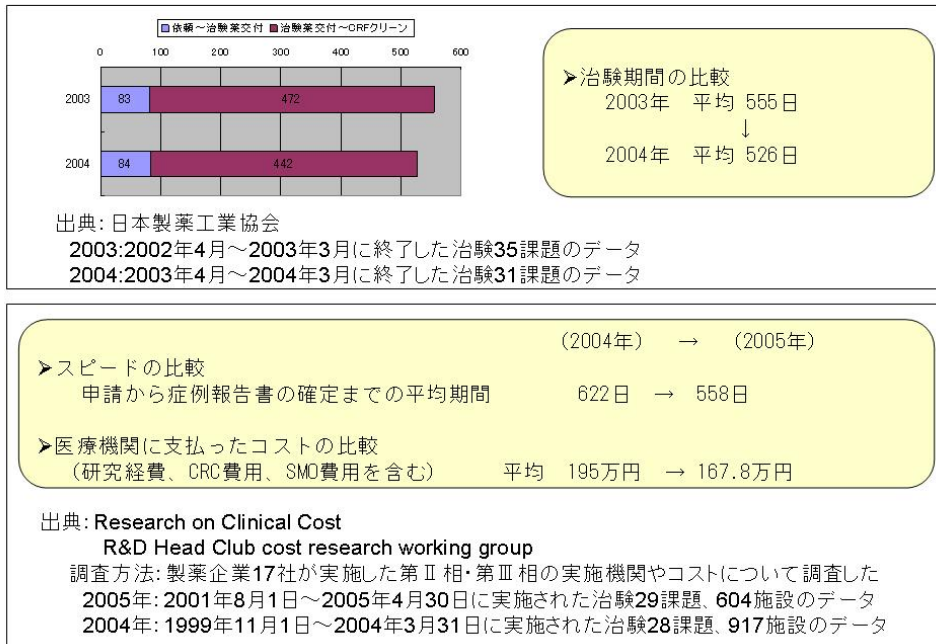 依頼～治験薬交付 治験薬交付～CRFクリーン
0 100 200 300 400 500 600
2003 83 472
2004 84 442
➤治験期間の比較
2003年 平均 555日
↓
2004年 平均 526日
出典: 日本製薬工業協会
2003:2002年4月～2003年3月に終了した治験35課題のデータ
2004:2003年4月～2004年3月に終了した治験31課題のデータ
(2004年) → (2005年)
➤スピードの比較
申請から症例報告書の確定までの平均期間 622日 → 558日
➤医療機関に支払ったコストの比較
(研究経費、CRC費用、SMO費用を含む) 平均 195万円 → 167.8万円
出典: Research on Clinical Cost
R&D Head Club cost research working group
調査方法: 製薬企業17社が実施した第Ⅱ相・第Ⅲ相の実施機関やコストについて調査した
2005年: 2001年8月1日～2005年4月30日に実施された治験29課題、604施設のデータ
2004年: 1999年11月1日～2004年3月31日に実施された治験28課題、917施設のデータ